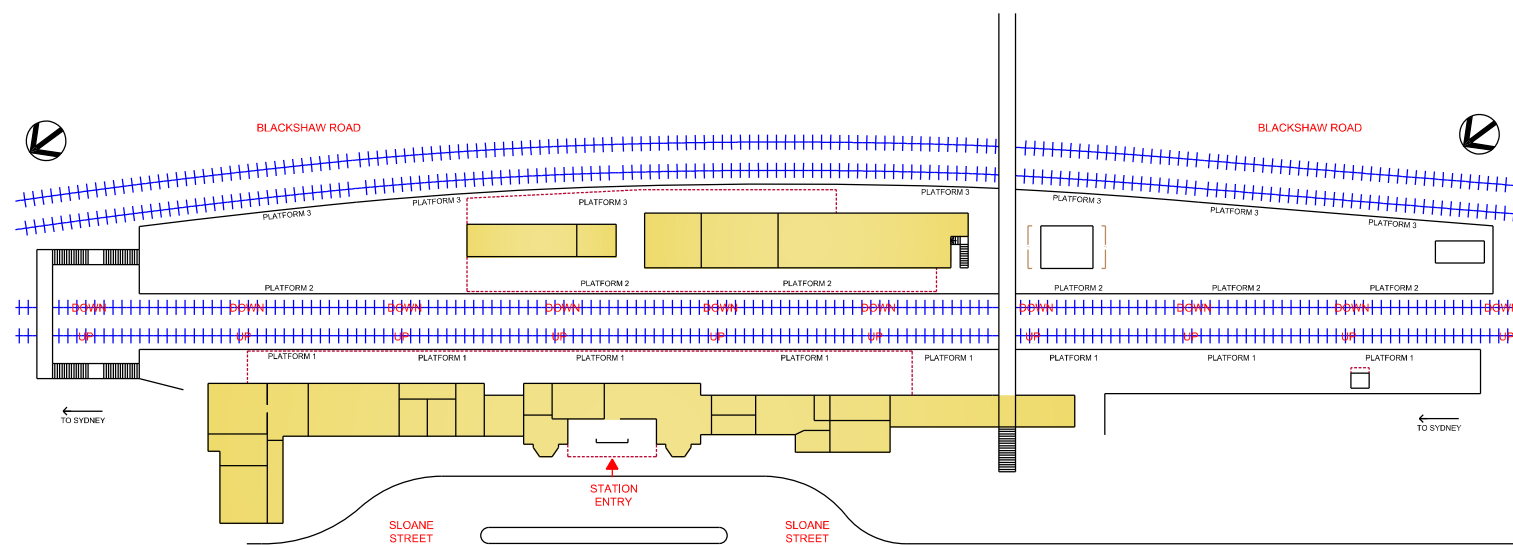 BLACKSHAW ROAD
BLACKSHAW ROAD
PLATFORM 3
PLATFORM 3
PLATFORM 3
PLATFORM 3
PLATFORM 3
PLATFORM 3
PLATFORM 3
PLATFORM 2
PLATFORM 2
PLATFORM 2
PLATFORM 2
PLATFORM 2
PLATFORM 2
DOWN
DOWN
DOWN
DOWN
DOWN
DOWN
DOWN
DOWN
DOWN
DOWN
UP
UP
UP
UP
UP
UP
UP
UP
UP
UP
PLATFORM 1
PLATFORM 1
PLATFORM 1
PLATFORM 1
PLATFORM 1
PLATFORM 1
PLATFORM 1
PLATFORM 1
TO SYDNEY
TO SYDNEY
STATION
ENTRY
SLOANE
STREET
SLOANE
STREET